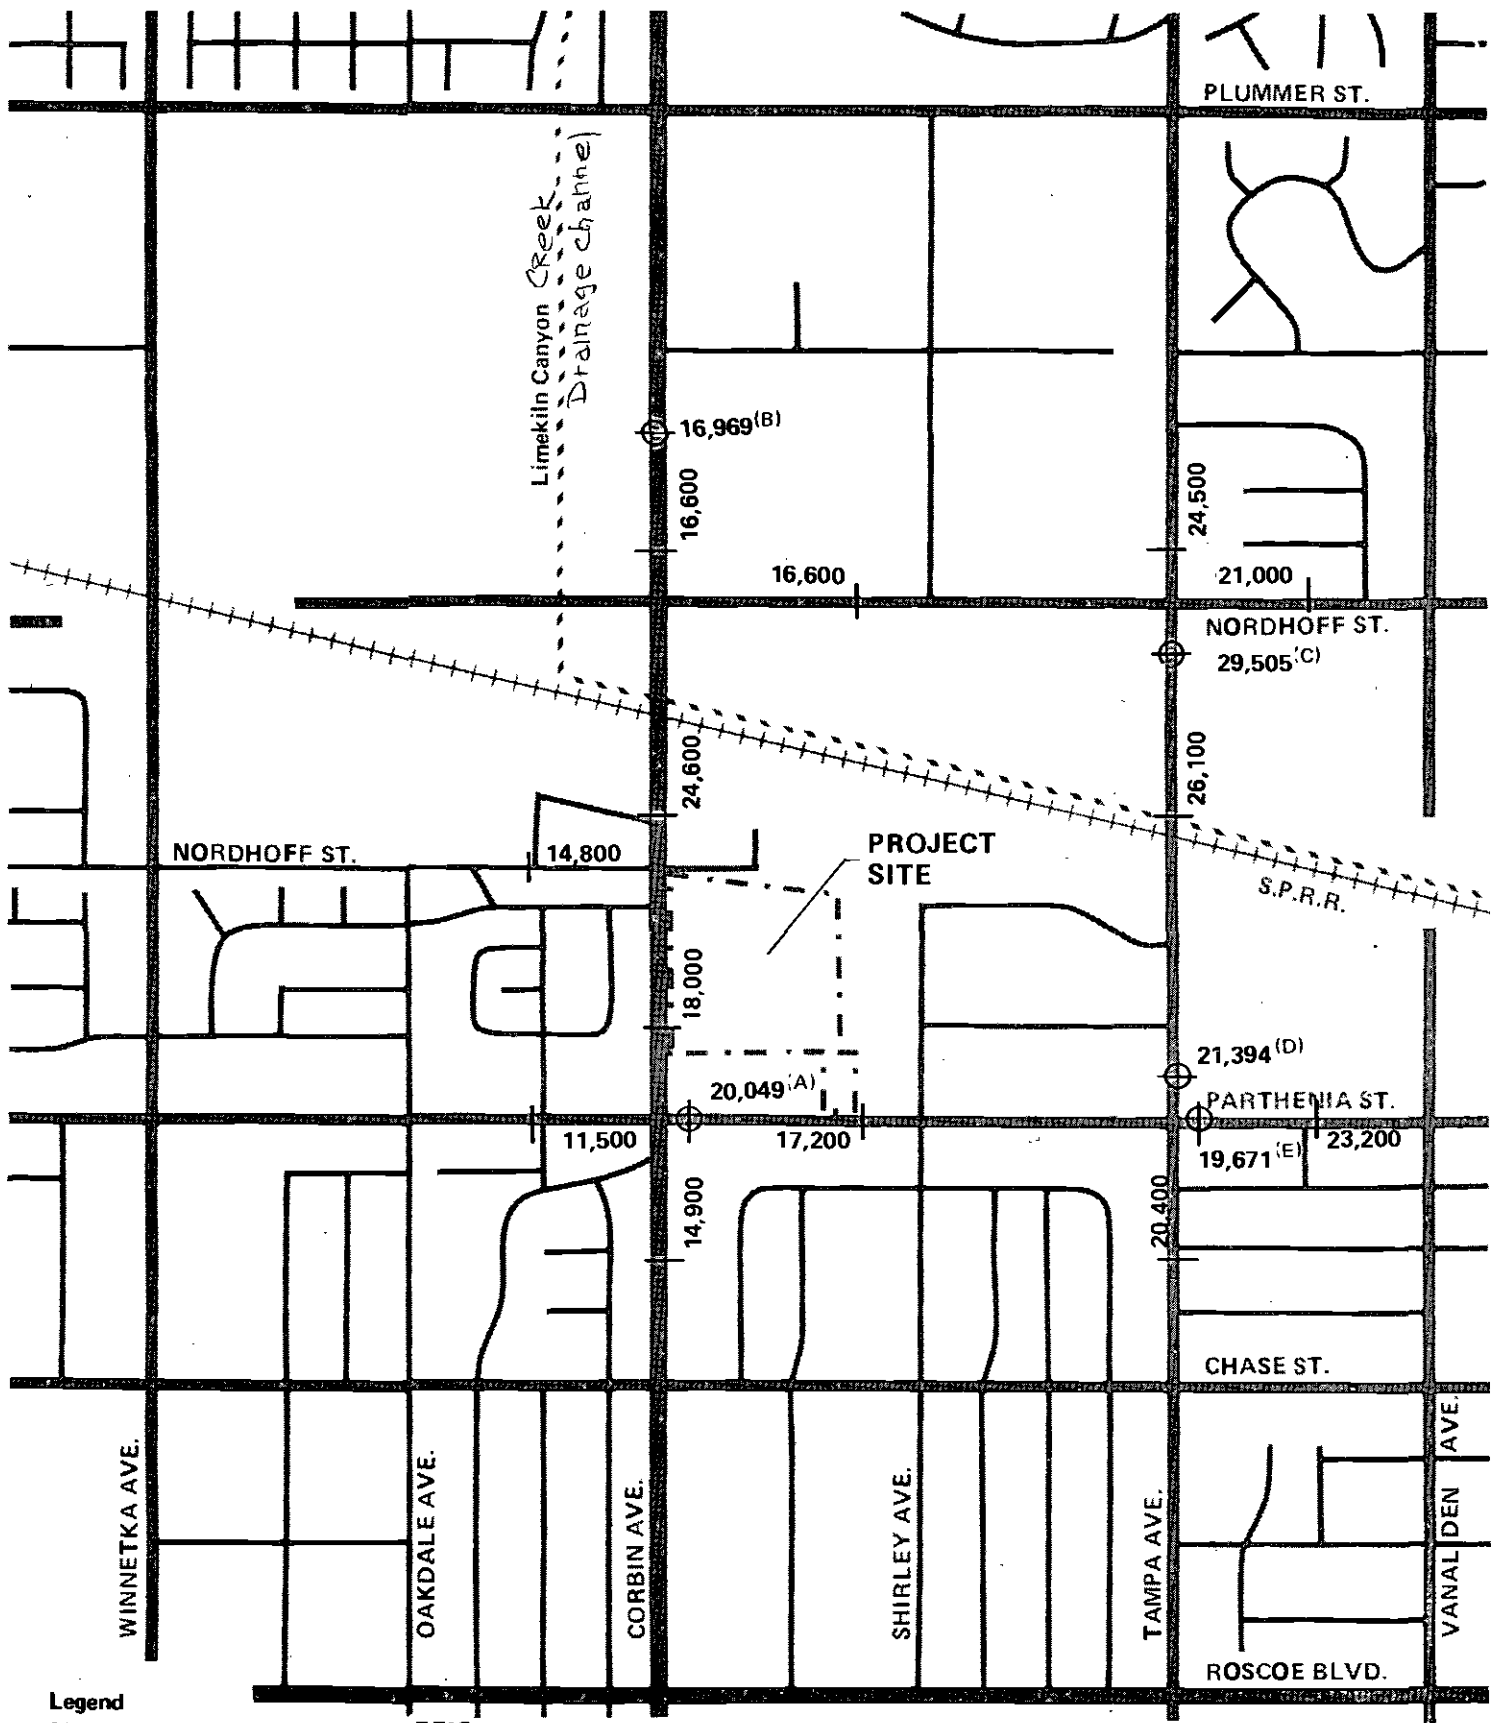 PLUMMER ST.
Limekiln Canyon Creek
Drainage Channel
16,969(B)
16,600
24,500
16,600
21,000
NORDHOFF ST.
29,505(C)
24,600
26,100
NORDHOFF ST.
14,800
PROJECT
SITE
S.P.R.R.
18,000
21,394(D)
20,049(A)
PARTHENIA ST.
11,500
17,200
23,200
19,671(E)
14,900
20,400
CHASE ST.
WINNETKA AVE.
OAKDALE AVE.
CORBIN AVE.
SHIRLEY AVE.
TAMPA AVE.
VANALDEN AVE.
ROSCOE BLVD.
Legend